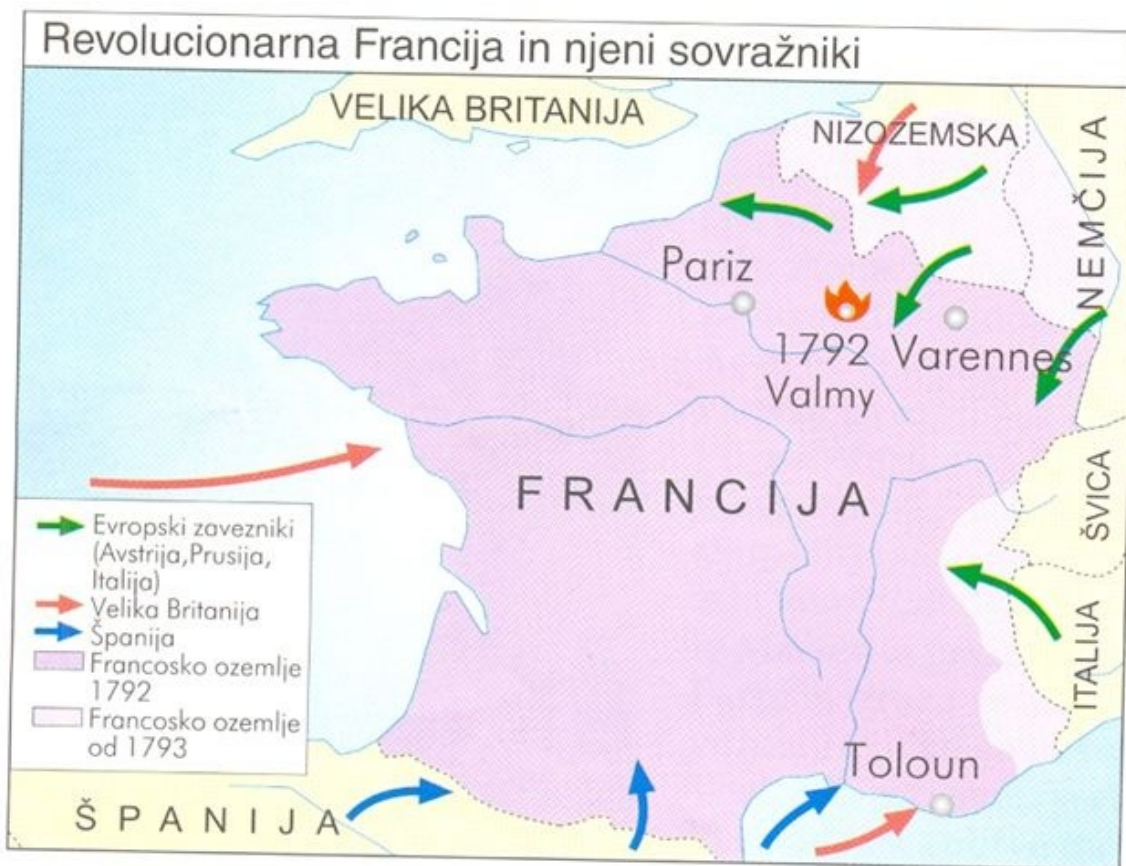 Revolucionarna Francija in njeni sovražniki
VELIKA BRITANIJA
NIZOZEMSKA
NEMČIJA
Pariz
1792
Valmy
Varennes
FRANCIJA
ŠVICA
ITALIJA
Evropski zavezniki
(Avstrija,Prusija,
Italija)
Velika Britanija
Španija
Francosko ozemlje
1792
Francosko ozemlje
od 1793
Toloun
ŠPANIJA